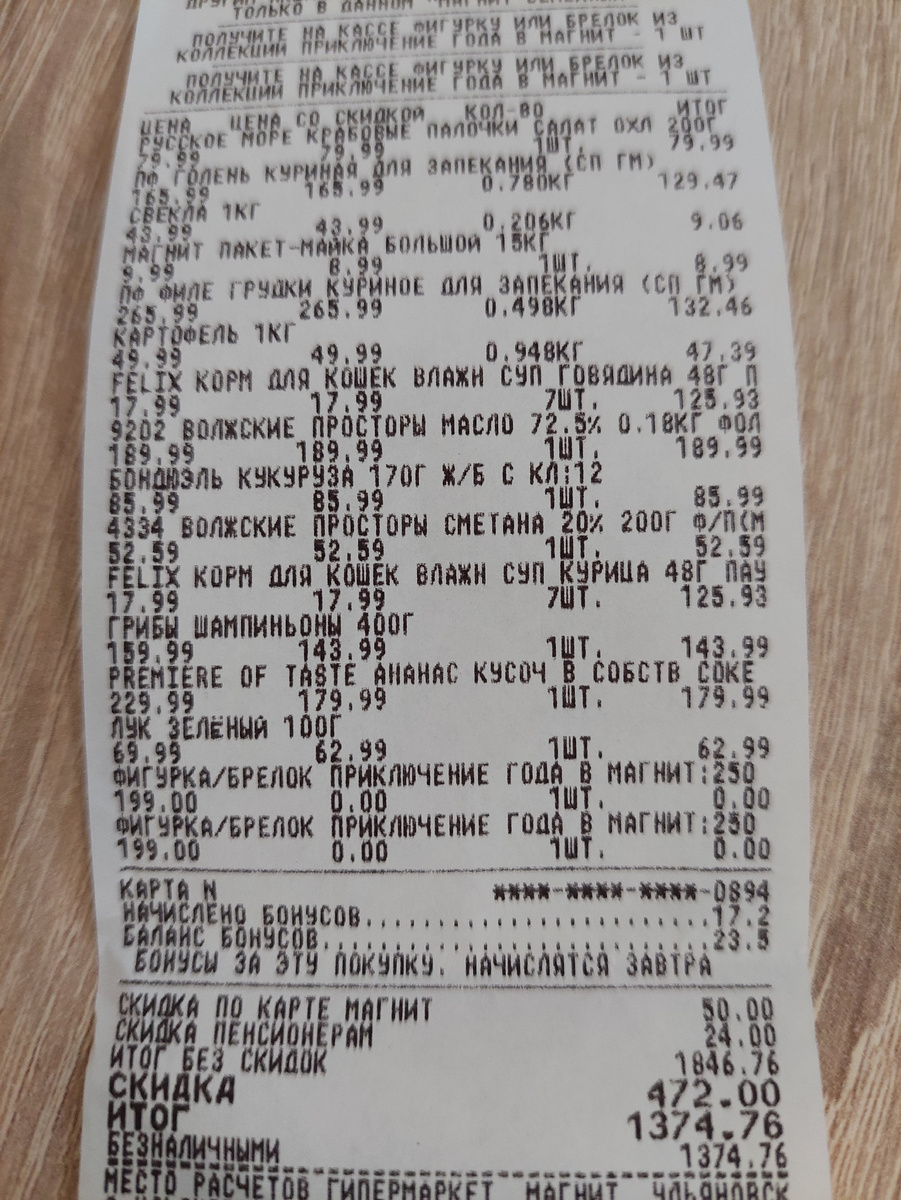 ТОЛЬКО В ДАННОМ
ПОЛУЧИТЕ НА КАССЕ ФИГУРКУ ИЛИ БРЕЛОК ИЗ
КОЛЛЕКЦИИ ПРИКЛЮЧЕНИЕ ГОДА В МАГНИТ - 1 ШТ
ПОЛУЧИТЕ НА КАССЕ ФИГУРКУ ИЛИ БРЕЛОК ИЗ
КОЛЛЕКЦИИ ПРИКЛЮЧЕНИЕ ГОДА В МАГНИТ - 1 ШТ
ЦЕНА ЦЕНА СО СКИДКОЙ КОЛ-ВО ИТОГ
РУССКОЕ МОРЕ КРАБОВЫЕ ПАЛОЧКИ САЛАТ ОХЛ 200Г
79.99 79.99 1ШТ. 79.99
ПФ ГОЛЕНЬ КУРИНАЯ ДЛЯ ЗАПЕКАНИЯ (СП ГМ)
165.99 165.99 0.780КГ 129.47
СВЕКЛА 1КГ
43.99 43.99 0.206КГ 9.06
МАГНИТ ПАКЕТ-МАЙКА БОЛЬШОЙ 15КГ
9.99 8.99 1ШТ. 8.99
ПФ ФИЛЕ ГРУДКИ КУРИНОЕ ДЛЯ ЗАПЕКАНИЯ (СП ГМ)
265.99 265.99 0.498КГ 132.46
КАРТОФЕЛЬ 1КГ
49.99 49.99 0.948КГ 47.39
FELIX КОРМ ДЛЯ КОШЕК ВЛАЖН СУП ГОВЯДИНА 48Г П
17.99 17.99 7ШТ. 125.93
9202 ВОЛЖСКИЕ ПРОСТОРЫ МАСЛО 72.5% 0.18КГ ФОЛ
189.99 189.99 1ШТ. 189.99
БОНДЮЭЛЬ КУКУРУЗА 170Г Ж/Б С КЛ:12
85.99 85.99 1ШТ. 85.99
4334 ВОЛЖСКИЕ ПРОСТОРЫ СМЕТАНА 20% 200Г Ф/П(М
52.59 52.59 1ШТ. 52.59
FELIX КОРМ ДЛЯ КОШЕК ВЛАЖН СУП КУРИЦА 48Г ПАУ
17.99 17.99 7ШТ. 125.93
ГРИБЫ ШАМПИНЬОНЫ 400Г
159.99 143.99 1ШТ. 143.99
PREMIERE OF TASTE АНАНАС КУСОЧ В СОБСТВ СОКЕ
229.99 179.99 1ШТ. 179.99
ЛУК ЗЕЛЕНЫЙ 100Г
69.99 62.99 1ШТ. 62.99
ФИГУРКА/БРЕЛОК ПРИКЛЮЧЕНИЕ ГОДА В МАГНИТ:250
199.00 0.00 1ШТ. 0.00
ФИГУРКА/БРЕЛОК ПРИКЛЮЧЕНИЕ ГОДА В МАГНИТ:250
199.00 0.00 1ШТ. 0.00
КАРТА N ****-****-****-0894
НАЧИСЛЕНО БОНУСОВ..........................17.2
БАЛАНС БОНУСОВ.............................23.5
БОНУСЫ ЗА ЭТУ ПОКУПКУ. НАЧИСЛЯТСЯ ЗАВТРА
СКИДКА ПО КАРТЕ МАГНИТ 50.00
СКИДКА ПЕНСИОНЕРАМ 24.00
ИТОГ БЕЗ СКИДОК 1846.76
СКИДКА 472.00
ИТОГ 1374.76
БЕЗНАЛИЧНЫМИ 1374.76
МЕСТО РАСЧЕТОВ ГИПЕРМАРКЕТ МАГНИТ УЛЬЯНОВСК